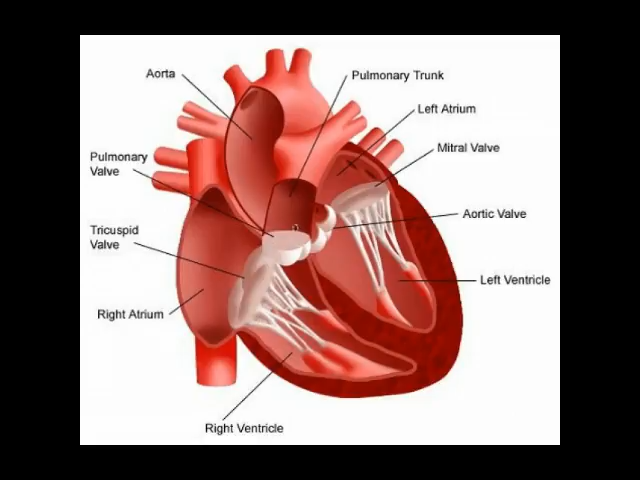 Aorta
Pulmonary Trunk
Left Atrium
Mitral Valve
Pulmonary
Valve
Aortic Valve
Tricuspid
Valve
Left Ventricle
Right Atrium
Right Ventricle